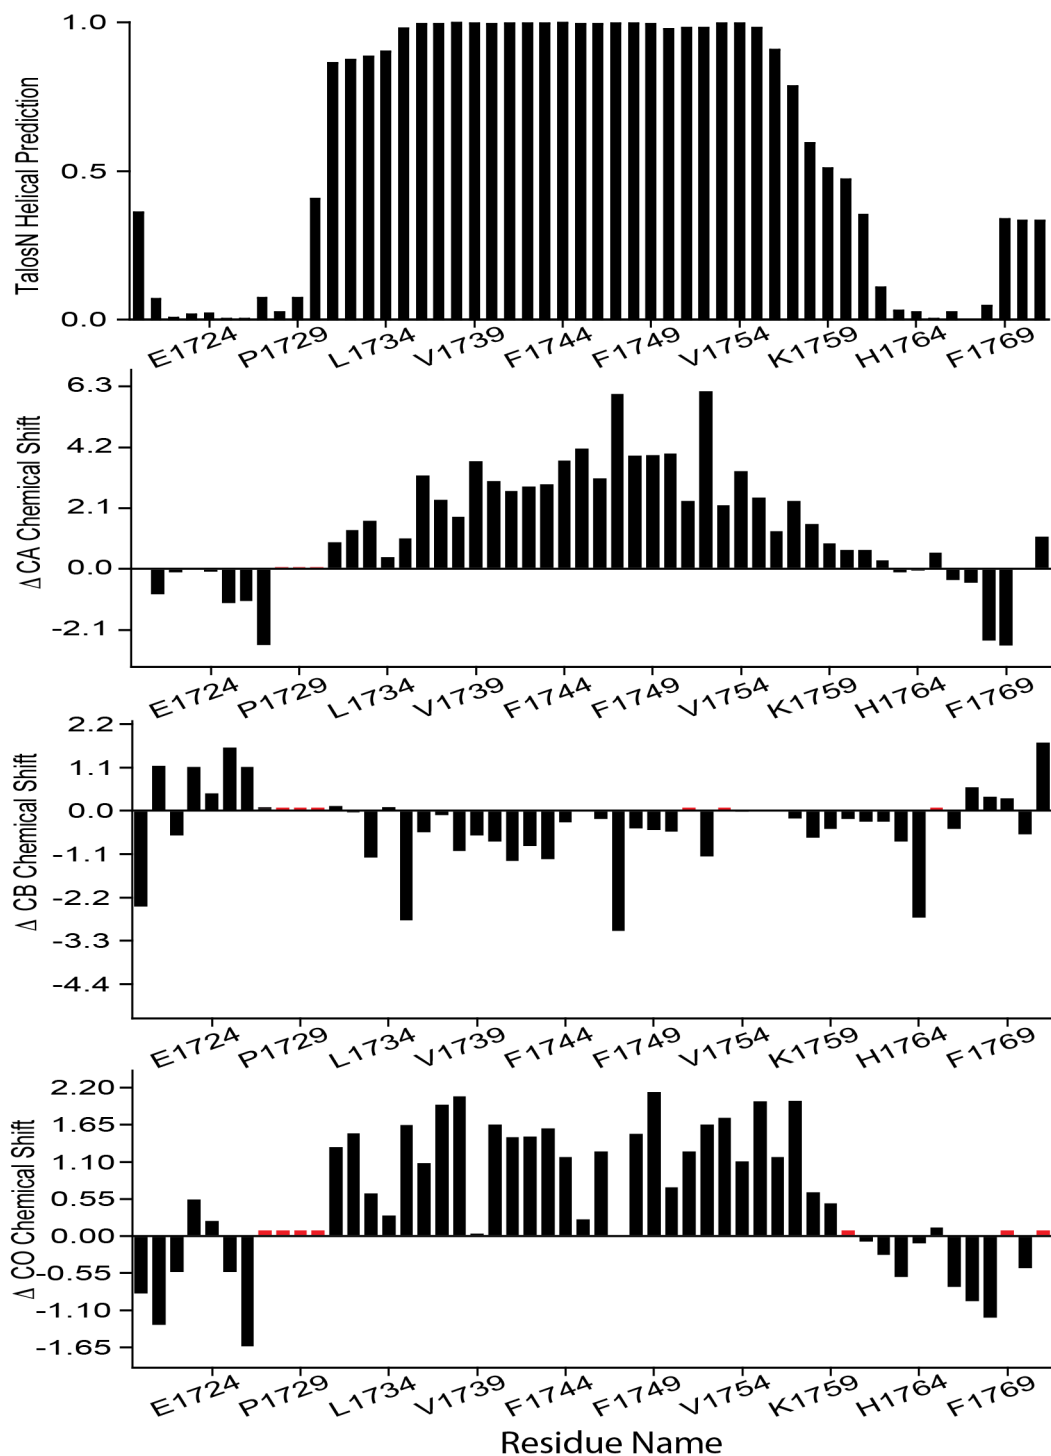 TalosN Helical Prediction
1.0
0.5
0.0
E1724 P1729 L1734 V1739 F1744 F1749 V1754 K1759 H1764 F1769
Δ CA Chemical Shift
6.3
4.2
2.1
0.0
-2.1
E1724 P1729 L1734 V1739 F1744 F1749 V1754 K1759 H1764 F1769
Δ CB Chemical Shift
2.2
1.1
0.0
-1.1
-2.2
-3.3
-4.4
E1724 P1729 L1734 V1739 F1744 F1749 V1754 K1759 H1764 F1769
Δ CO Chemical Shift
2.20
1.65
1.10
0.55
0.00
-0.55
-1.10
-1.65
E1724 P1729 L1734 V1739 F1744 F1749 V1754 K1759 H1764 F1769
Residue Name